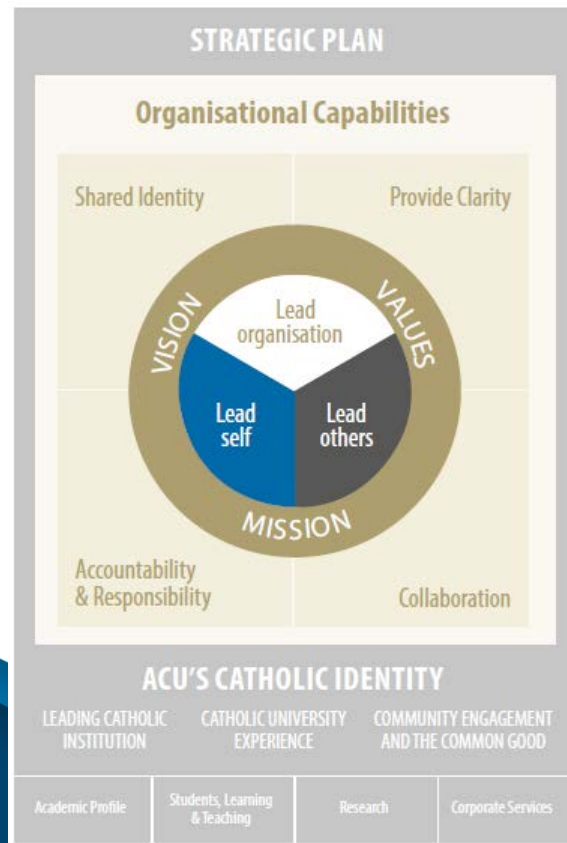 STRATEGIC PLAN
Organisational Capabilities
Shared Identity
Provide Clarity
VISION
VALUES
Lead
organisation
Lead
self
Lead
others
MISSION
Accountability
& Responsibility
Collaboration
ACU'S CATHOLIC IDENTITY
LEADING CATHOLIC
INSTITUTION
CATHOLIC UNIVERSITY
EXPERIENCE
COMMUNITY ENGAGEMENT
AND THE COMMON GOOD
Academic Profile
Students, Learning
& Teaching
Research
Corporate Services